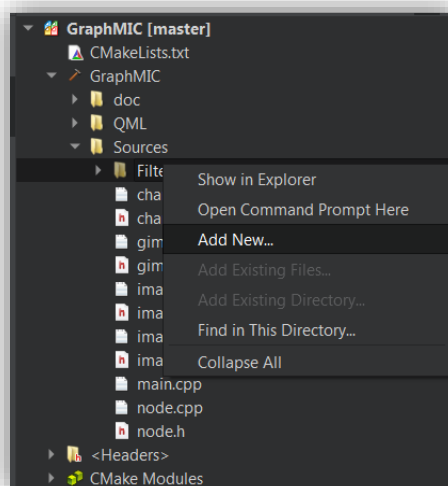 GraphMIC [master]
CMakeLists.txt
GraphMIC
doc
QML
Sources
Filte
Show in Explorer
cha
Open Command Prompt Here
cha
gim
Add New...
gim
Add Existing Files...
ima
Add Existing Directory...
ima
ima
Find in This Directory...
ima
Collapse All
main.cpp
node.cpp
node.h
<Headers>
CMake Modules